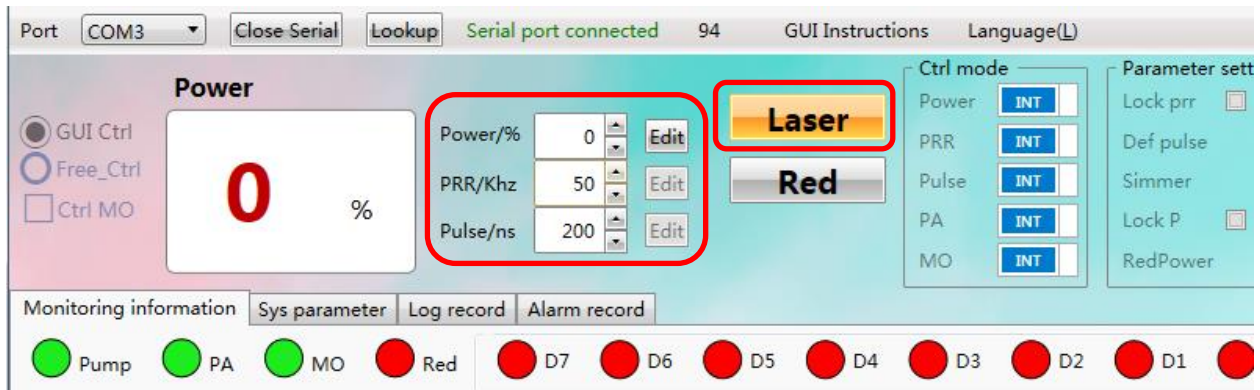 Port COM3 Close Serial Lookup Serial port connected 94 GUI Instructions Language(L)
Power
GUI Ctrl
Free_Ctrl
Ctrl MO
0 %
Power/% 0 Edit
PRR/Khz 50 Edit
Pulse/ns 200 Edit
Laser
Red
Ctrl mode
Power INT
PRR INT
Pulse INT
PA INT
MO INT
Parameter sett
Lock prr
Def pulse
Simmer
Lock P
RedPower
Monitoring information Sys parameter Log record Alarm record
Pump PA MO Red D7 D6 D5 D4 D3 D2 D1